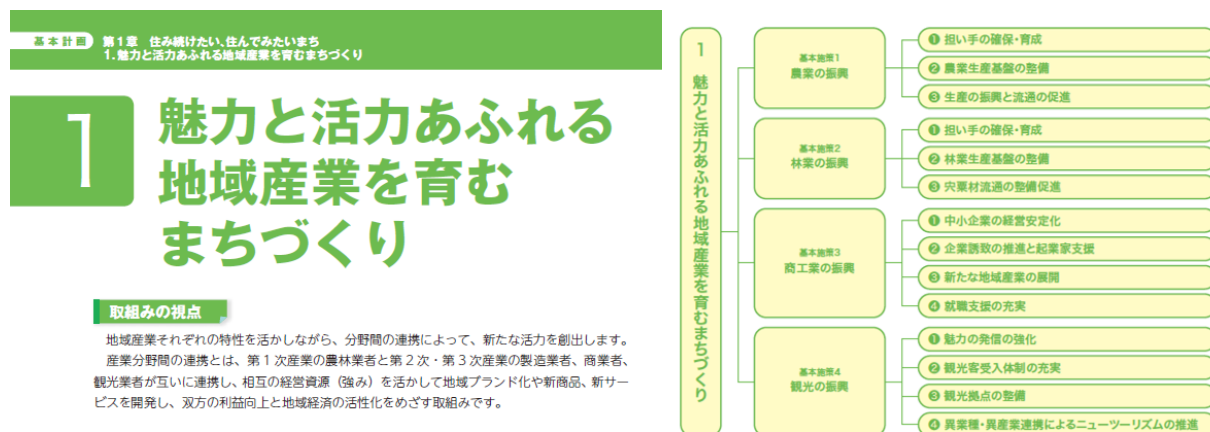 基本計画 第1章 住み続けたい、住んでみたいまち
1.魅力と活力あふれる地域産業を育むまちづくり
1
魅力と活力あふれる
地域産業を育む
まちづくり
取組みの視点
地域産業それぞれの特性を活かしながら、分野間の連携によって、新たな活力を創出します。
産業分野間の連携とは、第1次産業の農林業者と第2次・第3次産業の製造業者、商業者、
観光業者が互いに連携し、相互の経営資源（強み）を活かして地域ブランド化や新商品、新サー
ビスを開発し、双方の利益向上と地域経済の活性化をめざす取組みです。
1 魅力と活力あふれる地域産業を育むまちづくり
基本施策1
農業の振興
❶ 担い手の確保・育成
❷ 農業生産基盤の整備
❸ 生産の振興と流通の促進
基本施策2
林業の振興
❶ 担い手の確保・育成
❷ 林業生産基盤の整備
❸ 宍粟材流通の整備促進
基本施策3
商工業の振興
❶ 中小企業の経営安定化
❷ 企業誘致の推進と起業家支援
❸ 新たな地域産業の展開
❹ 就職支援の充実
基本施策4
観光の振興
❶ 魅力の発信の強化
❷ 観光客受入体制の充実
❸ 観光拠点の整備
❹ 異業種・異産業連携によるニューツーリズムの推進